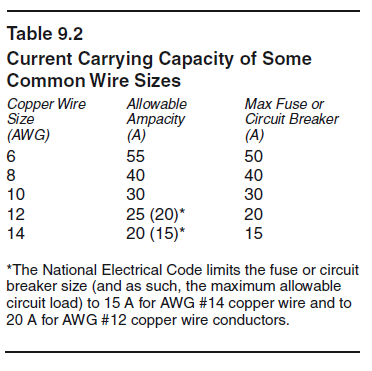 Table 9.2
Current Carrying Capacity of Some
Common Wire Sizes
Copper Wire Allowable Max Fuse or
Size Ampacity Circuit Breaker
(AWG) (A) (A)
6 55 50
8 40 40
10 30 30
12 25 (20)* 20
14 20 (15)* 15
*The National Electrical Code limits the fuse or circuit
breaker size (and as such, the maximum allowable
circuit load) to 15 A for AWG #14 copper wire and to
20 A for AWG #12 copper wire conductors.